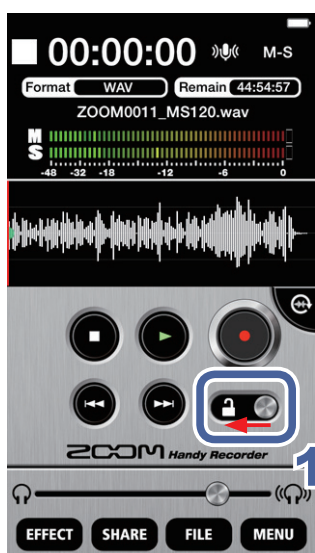 00:00:00 M-S
Format WAV Remain 44:54:57
ZOOM0011_MS120.wav
M
S
-48 -32 -18 -12 -6 0
ZOOM Handy Recorder
1
EFFECT SHARE FILE MENU